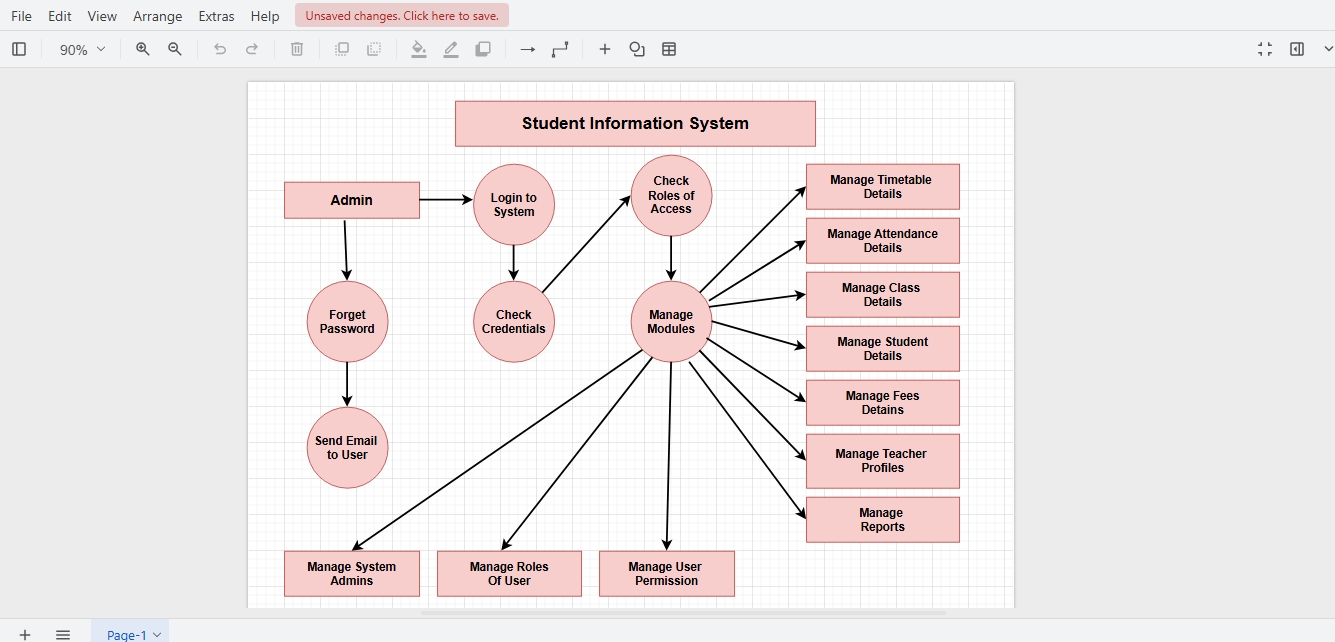 File Edit View Arrange Extras Help Unsaved changes. Click here to save.
90%
Student Information System
Admin
Login to
System
Check
Roles of
Access
Manage Timetable
Details
Manage Attendance
Details
Manage Class
Details
Forget
Password
Check
Credentials
Manage
Modules
Manage Student
Details
Manage Fees
Detains
Send Email
to User
Manage Teacher
Profiles
Manage
Reports
Manage System
Admins
Manage Roles
Of User
Manage User
Permission
Page-1